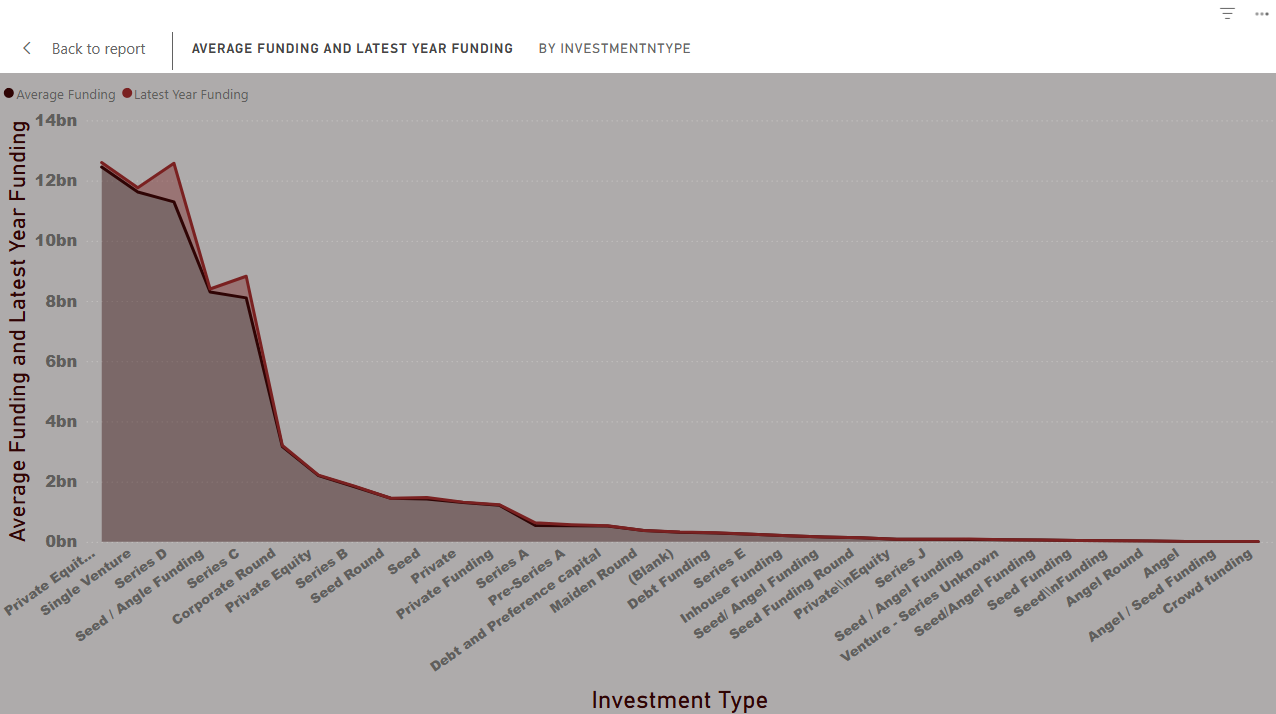 Back to report
AVERAGE FUNDING AND LATEST YEAR FUNDING
BY INVESTMENTNTYPE
Average Funding
Latest Year Funding
Average Funding and Latest Year Funding
14bn
12bn
10bn
8bn
6bn
4bn
2bn
0bn
Private Equit...
Single Venture
Series D
Seed / Angle Funding
Series C
Corporate Round
Private Equity
Series B
Seed Round
Seed
Private
Private Funding
Series A
Pre-Series A
Debt and Preference capital
Maiden Round
(Blank)
Debt Funding
Series E
Inhouse Funding
Seed/ Angel Funding
Seed Funding Round
Private\\nEquity
Series J
Seed / Angel Funding
Venture - Series Unknown
Seed/Angel Funding
Seed Funding
Seed\\nFunding
Angel Round
Angel
Angel / Seed Funding
Crowd funding
Investment Type